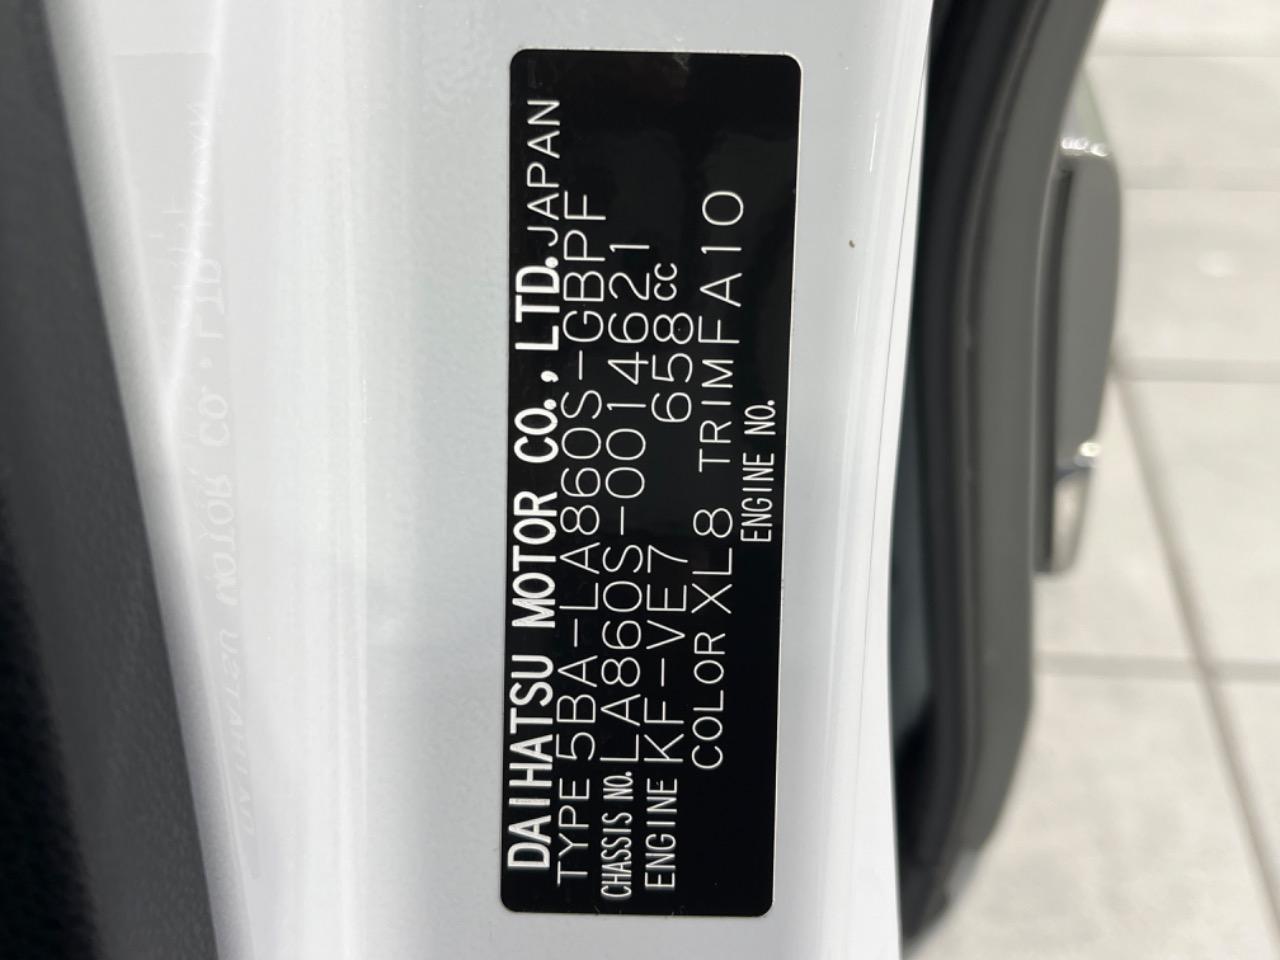 DAIHATSU MOTOR CO., LTD. JAPAN
TYPE 5BA-LA860S-GBPF
CHASSIS NO. LA860S-0014621
ENGINE KF-VE7 658cc
COLOR XL8 TRIM FA10
ENGINE NO.